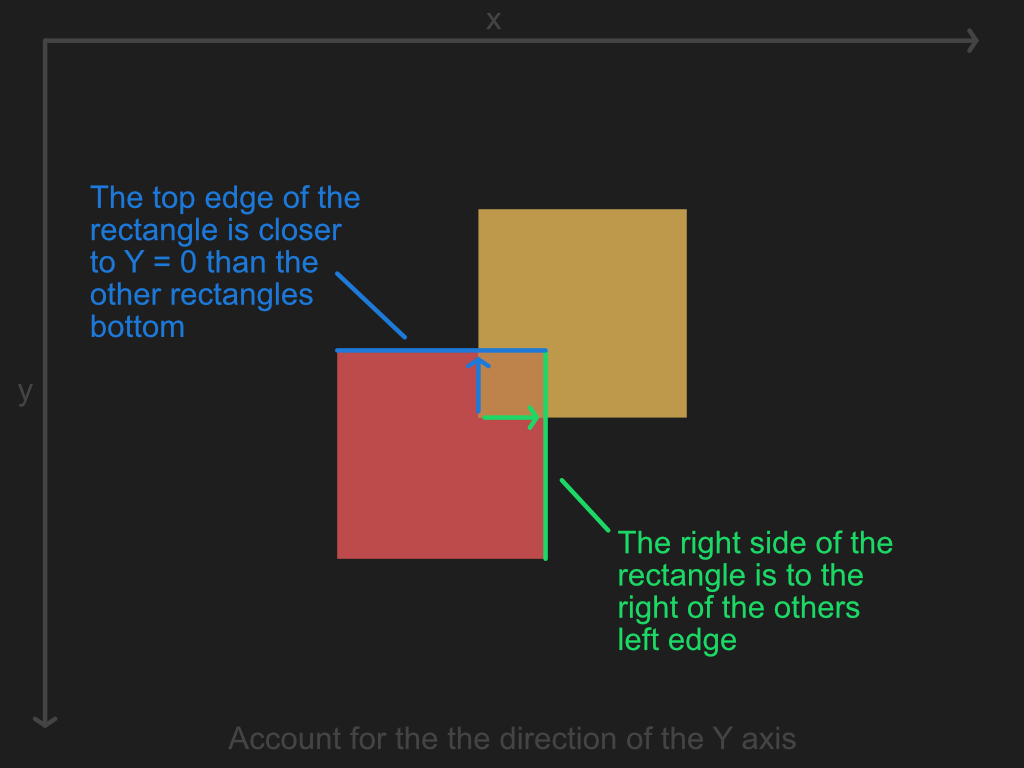 x
The top edge of the
rectangle is closer
to Y = 0 than the
other rectangles
bottom
y
The right side of the
rectangle is to the
right of the others
left edge
Account for the the direction of the Y axis